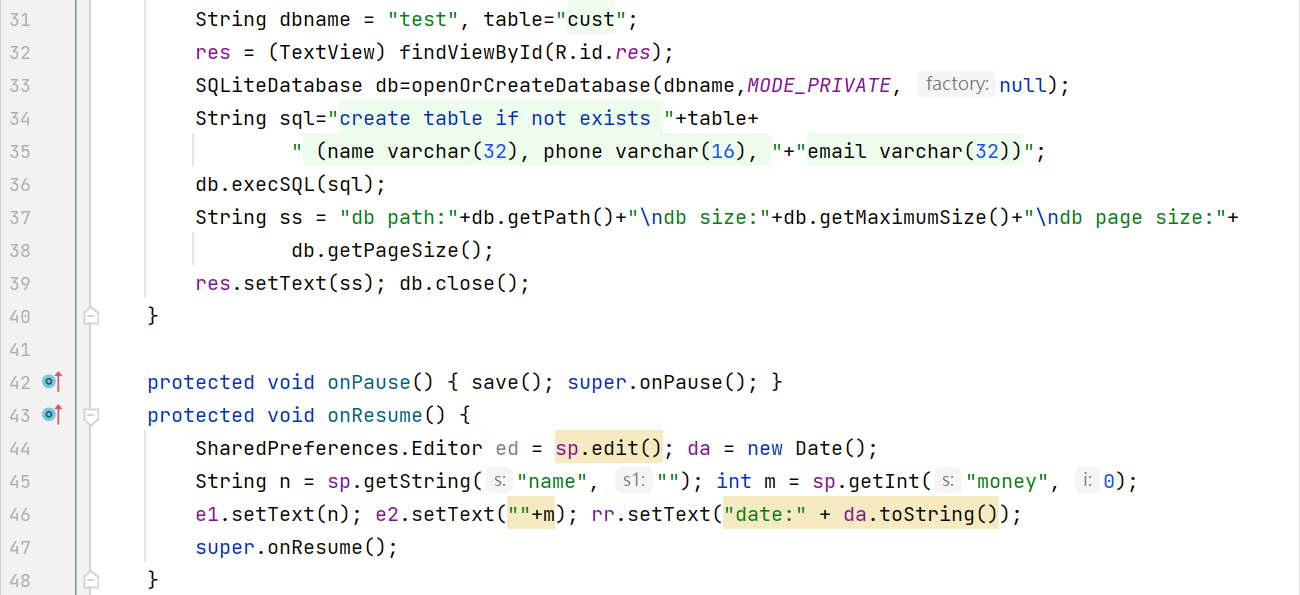 31 String dbname = "test", table="cust";
32 res = (TextView) findViewById(R.id.res);
33 SQLiteDatabase db=openOrCreateDatabase(dbname,MODE_PRIVATE, factory: null);
34 String sql="create table if not exists "+table+
35 " (name varchar(32), phone varchar(16), "+"email varchar(32))";
36 db.execSQL(sql);
37 String ss = "db path:"+db.getPath()+"\ndb size:"+db.getMaximumSize()+"\ndb page size:"+
38 db.getPageSize();
39 res.setText(ss); db.close();
40 }
41
42 protected void onPause() { save(); super.onPause(); }
43 protected void onResume() {
44 SharedPreferences.Editor ed = sp.edit(); da = new Date();
45 String n = sp.getString( s: "name", s1: ""); int m = sp.getInt( s: "money", i: 0);
46 e1.setText(n); e2.setText(""+m); rr.setText("date:" + da.toString());
47 super.onResume();
48 }